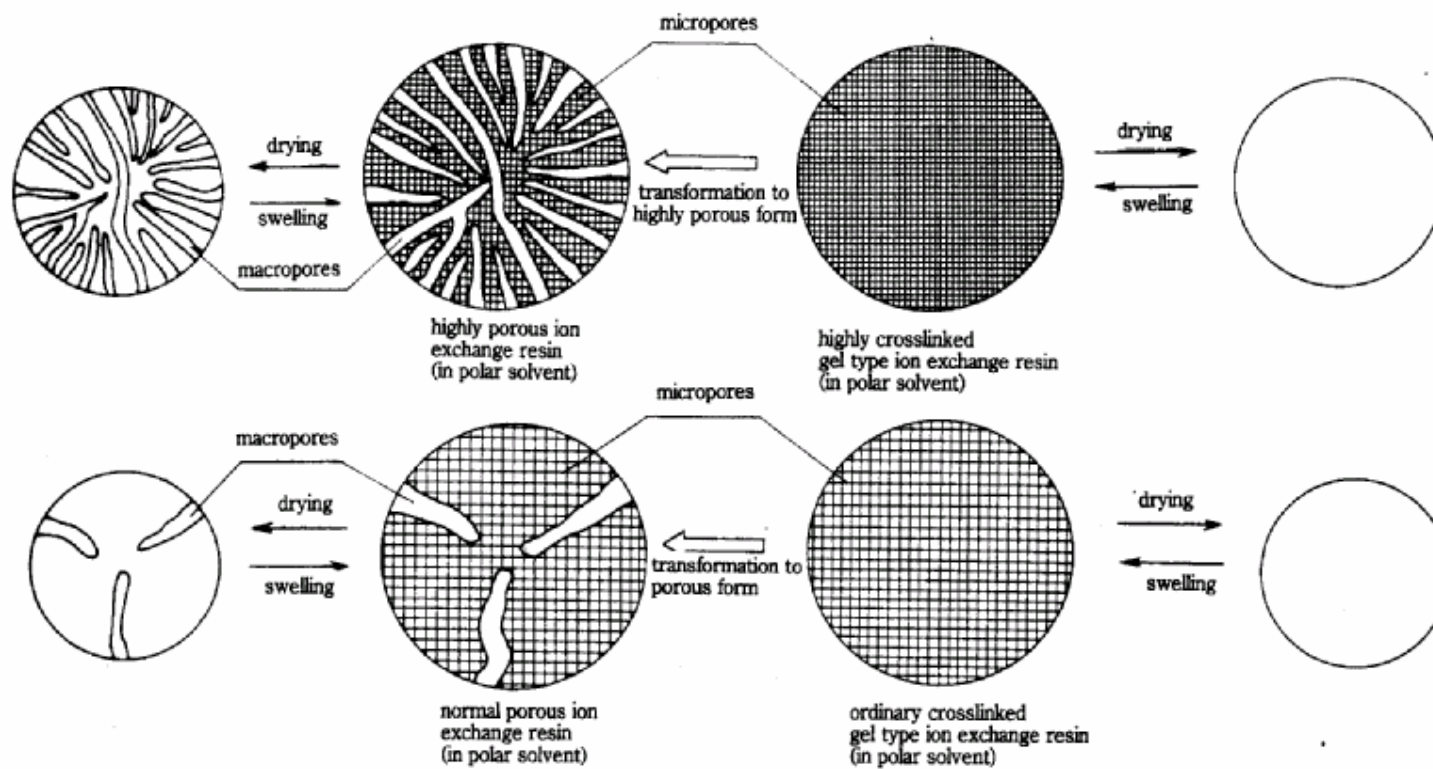 micropores
drying
swelling
macropores
transformation to
highly porous form
drying
swelling
highly porous ion
exchange resin
(in polar solvent)
highly crosslinked
gel type ion exchange resin
(in polar solvent)
micropores
macropores
drying
swelling
transformation to
porous form
drying
swelling
normal porous ion
exchange resin
(in polar solvent)
ordinary crosslinked
gel type ion exchange resin
(in polar solvent)